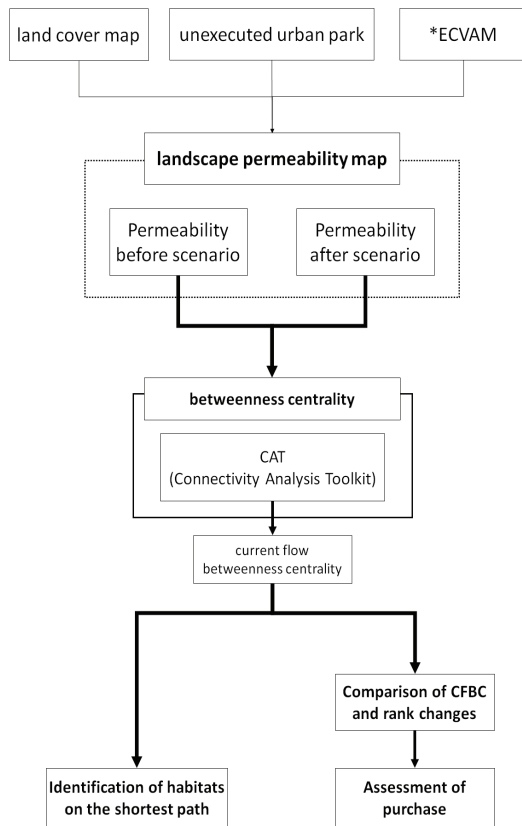 land cover map
unexecuted urban park
*ECVAM
landscape permeability map
Permeability
before scenario
Permeability
after scenario
betweenness centrality
CAT
(Connectivity Analysis Toolkit)
current flow
betweenness centrality
Comparison of CFBC
and rank changes
Identification of habitats
on the shortest path
Assessment of
purchase